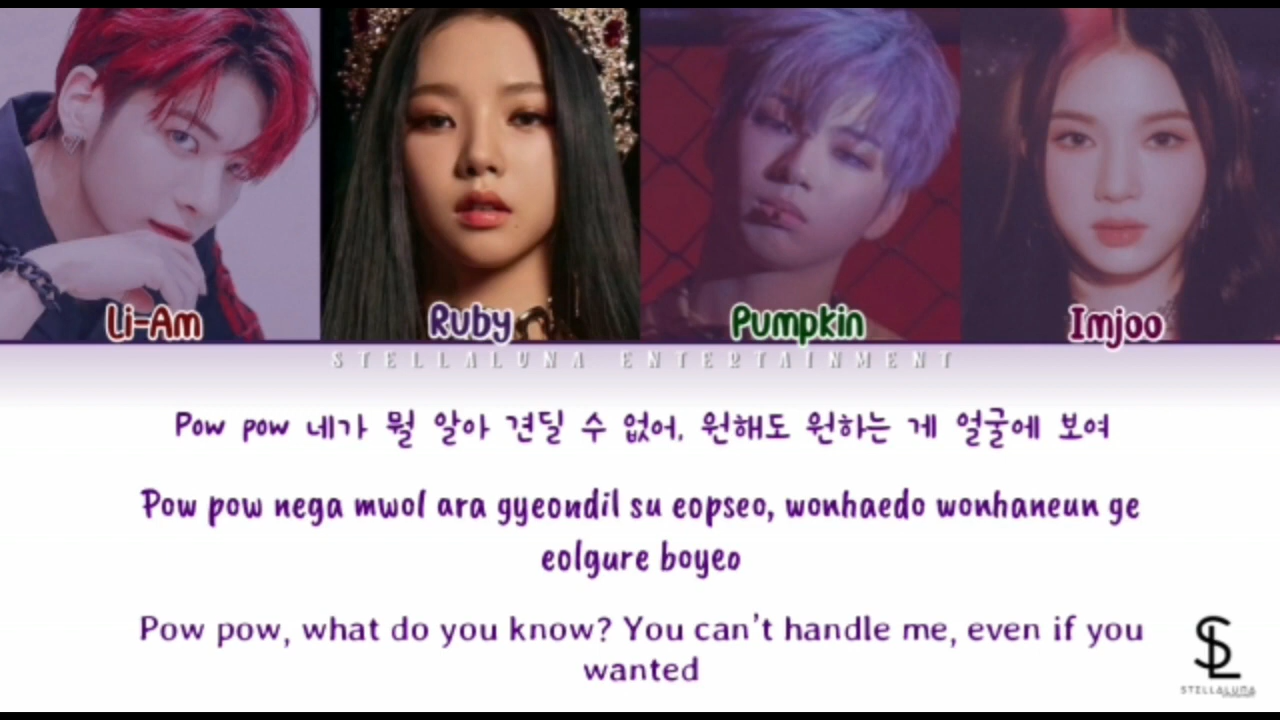 Li-Am
Ruby
Pumpkin
Imjoo
STELLALUNA ENTERTAINMENT
Pow pow 네가 뭘 알아 견딜 수 없어, 원해도 원하는 게 얼굴에 보여
Pow pow nega mwol ara gyeondil su eopseo, wonhaedo wonhaneun ge
eolgure boyeo
Pow pow, what do you know? You can't handle me, even if you
wanted
SL
STELLALUNA